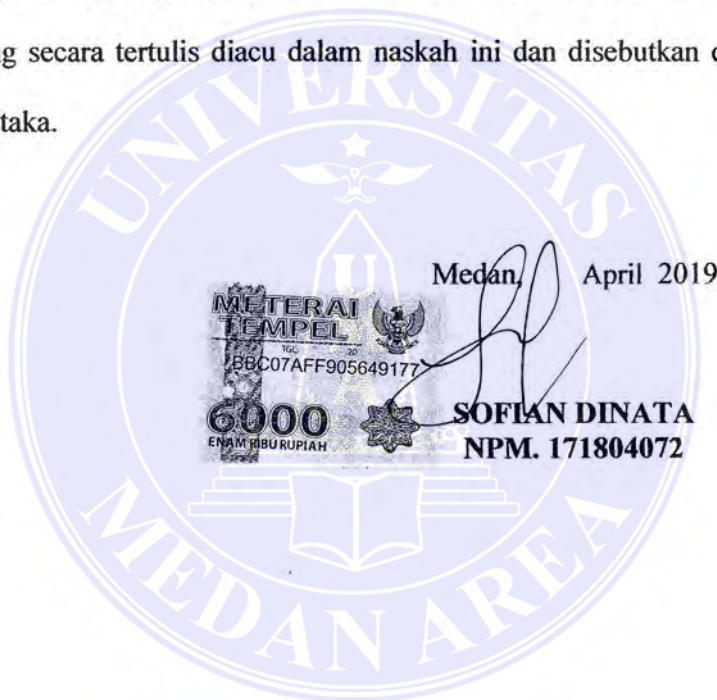 g secara tertulis diacu dalam naskah ini dan disebutkan
taka.
UNIVERSITAS
Medan, April 2019
METERAI
TEMPEL
TGL 20
BBC07AFF905649177
6000
ENAM RIBU RUPIAH
SOFIAN DINATA
NPM. 171804072
MEDAN AREA